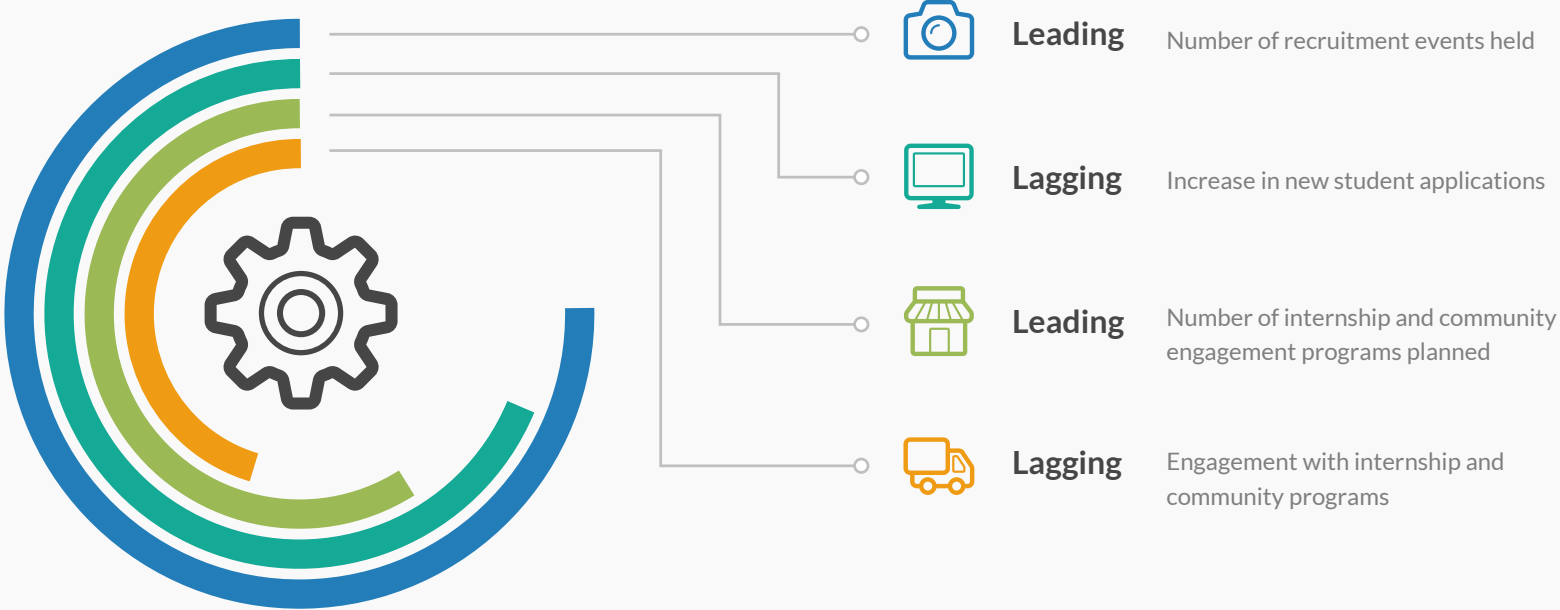 Leading
Number of recruitment events held
Lagging
Increase in new student applications
Leading
Number of internship and community
engagement programs planned
Lagging
Engagement with internship and
community programs